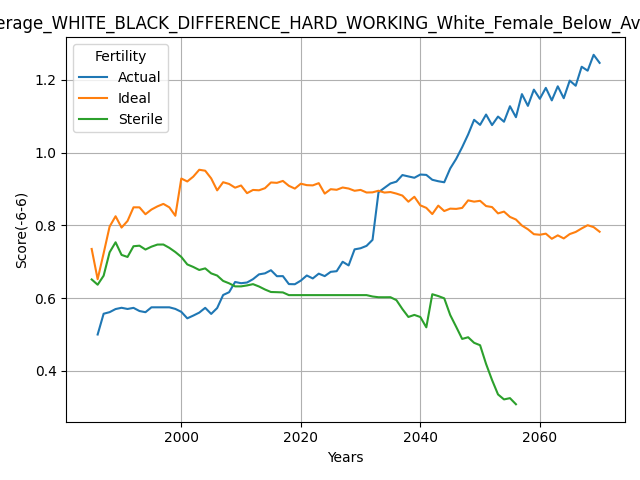 erage_WHITE_BLACK_DIFFERENCE_HARD_WORKING_White_Female_Below_Av
Fertility
Actual
Ideal
Sterile
Score(-6-6)
1.2
1.0
0.8
0.6
0.4
2000 2020 2040 2060
Years